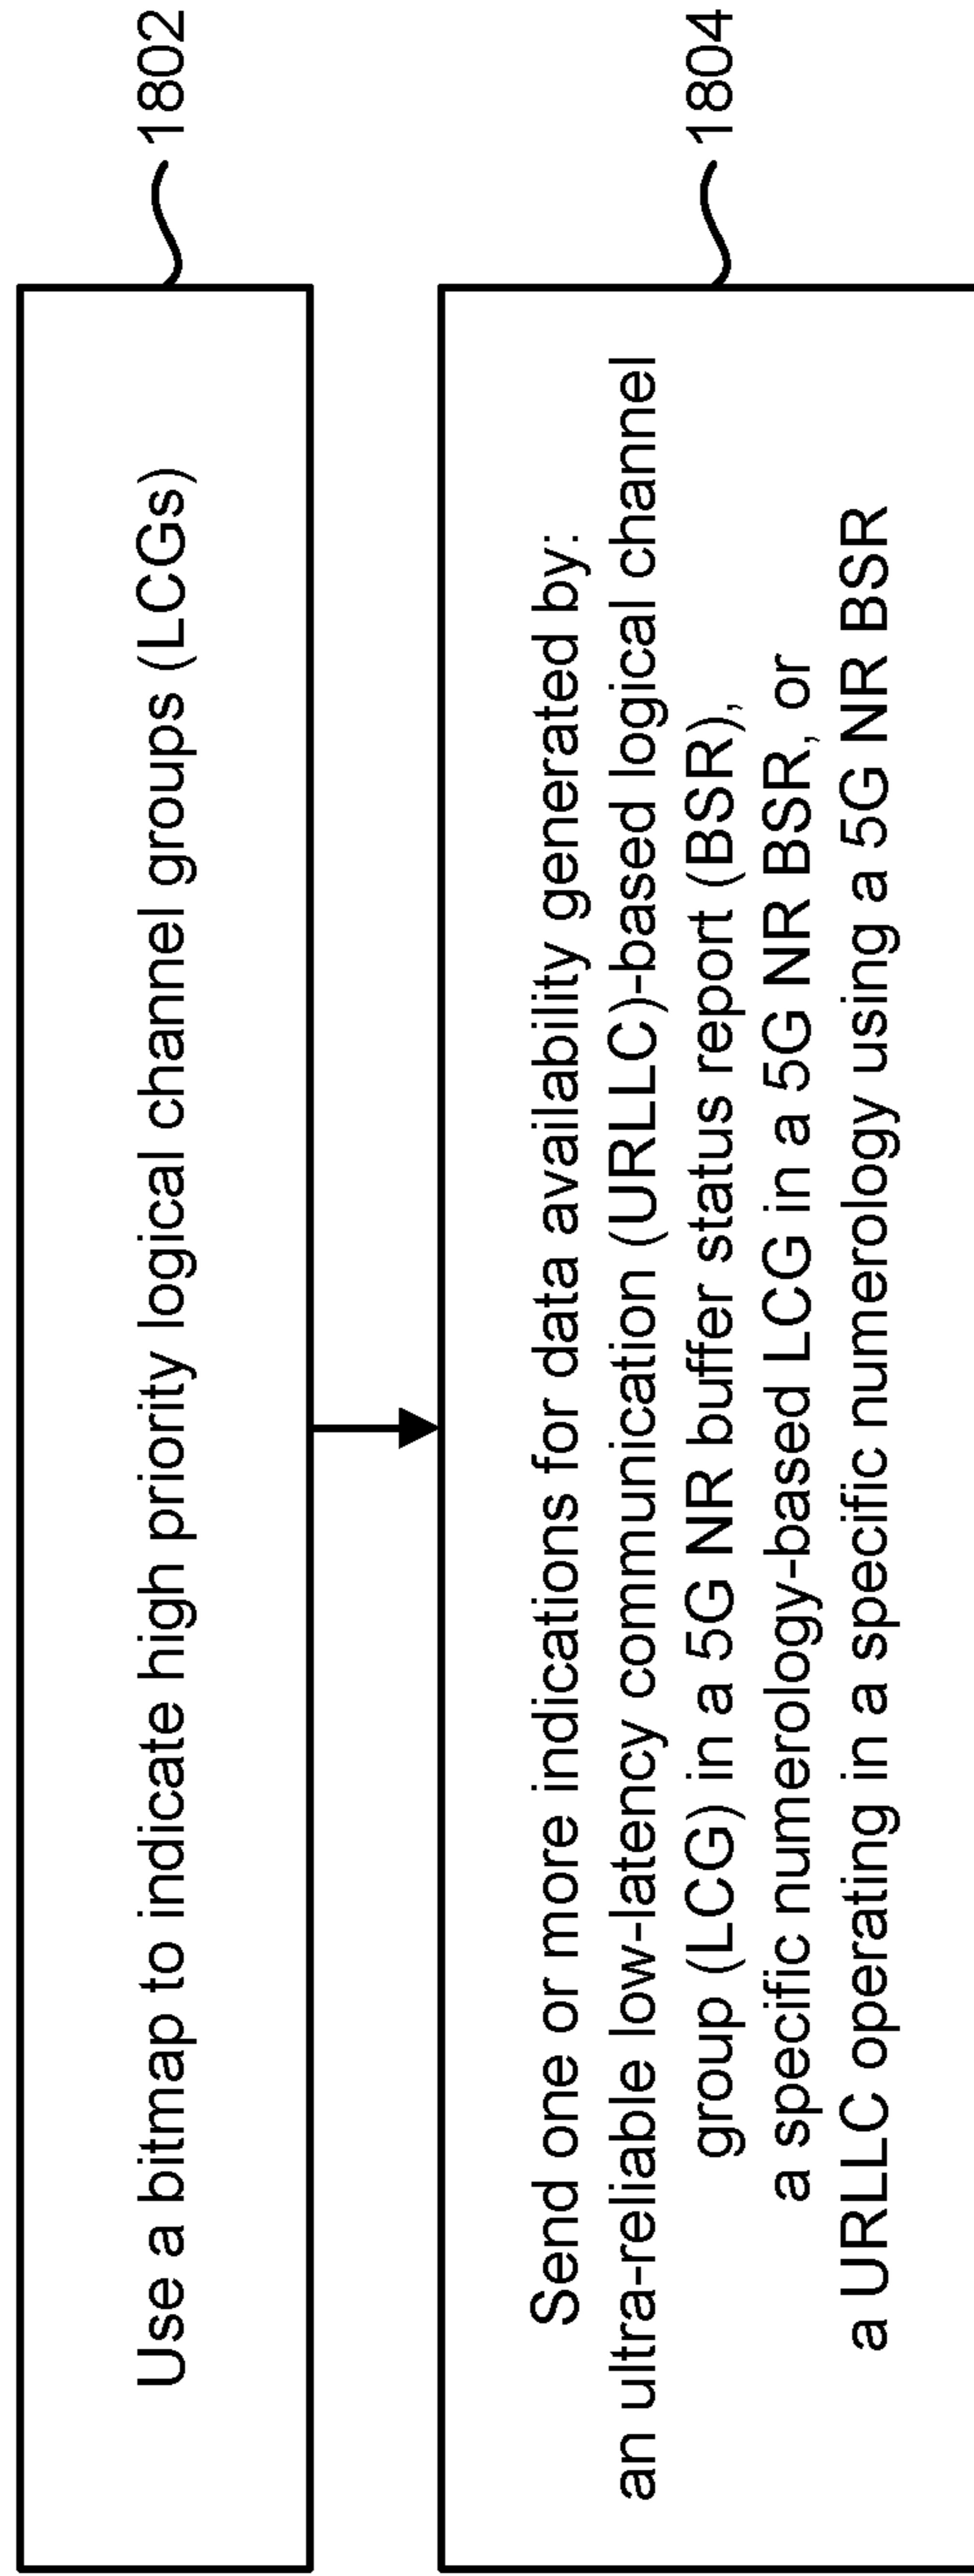 Use a bitmap to indicate high priority logical channel groups (LCGs)
1802
Send one or more indications for data availability generated by:
an ultra-reliable low-latency communication (URLLC)-based logical channel
group (LCG) in a 5G NR buffer status report (BSR),
a specific numerology-based LCG in a 5G NR BSR, or
a URLLC operating in a specific numerology using a 5G NR BSR
1804